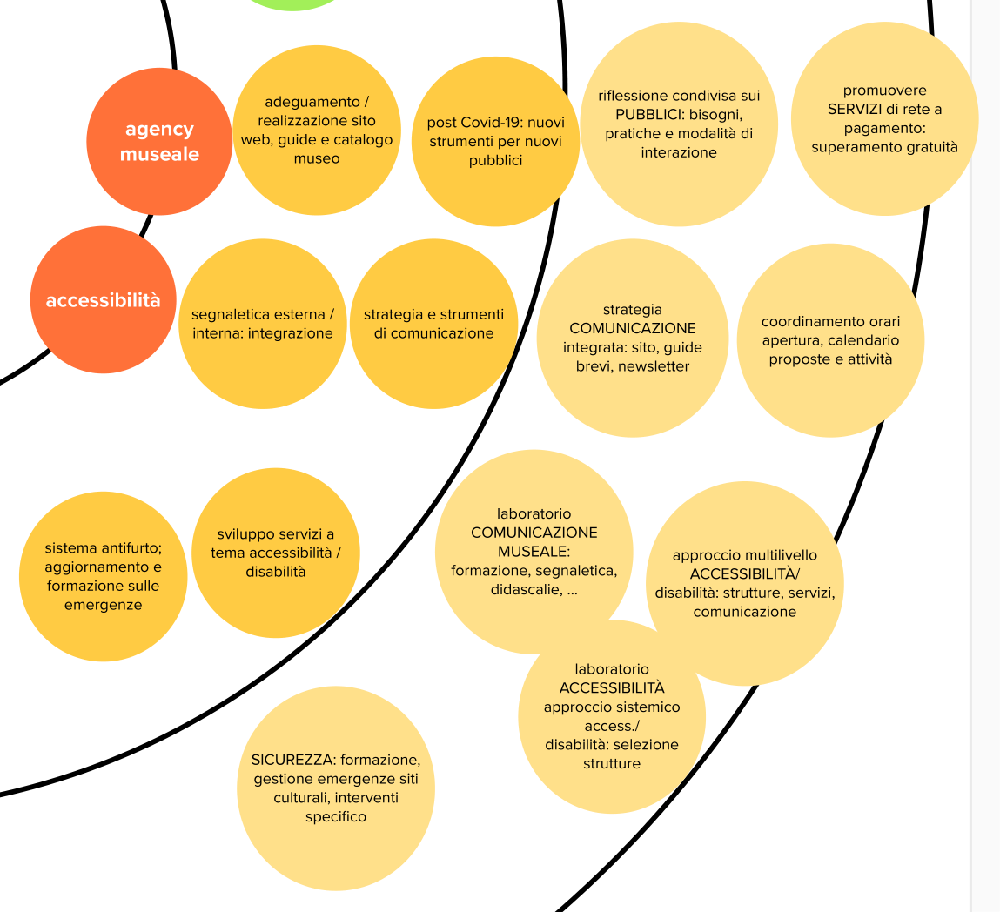 agency
museale
adeguamento /
realizzazione sito
web, guide e catalogo
museo
post Covid-19: nuovi
strumenti per nuovi
pubblici
riflessione condivisa sui
PUBBLICI: bisogni,
pratiche e modalità di
interazione
promuovere
SERVIZI di rete a
pagamento:
superamento gratuità
accessibilità
segnaletica esterna /
interna: integrazione
strategia e strumenti
di comunicazione
strategia
COMUNICAZIONE
integrata: sito, guide
brevi, newsletter
coordinamento orari
apertura, calendario
proposte e attività
sistema antifurto;
aggiornamento e
formazione sulle
emergenze
sviluppo servizi a
tema accessibilità /
disabilità
laboratorio
COMUNICAZIONE
MUSEALE:
formazione, segnaletica,
didascalie, ...
approccio multilivello
ACCESSIBILITÀ/
disabilità: strutture, servizi,
comunicazione
laboratorio
ACCESSIBILITÀ
approccio sistemico
access./
disabilità: selezione
strutture
SICUREZZA: formazione,
gestione emergenze siti
culturali, interventi
specifico